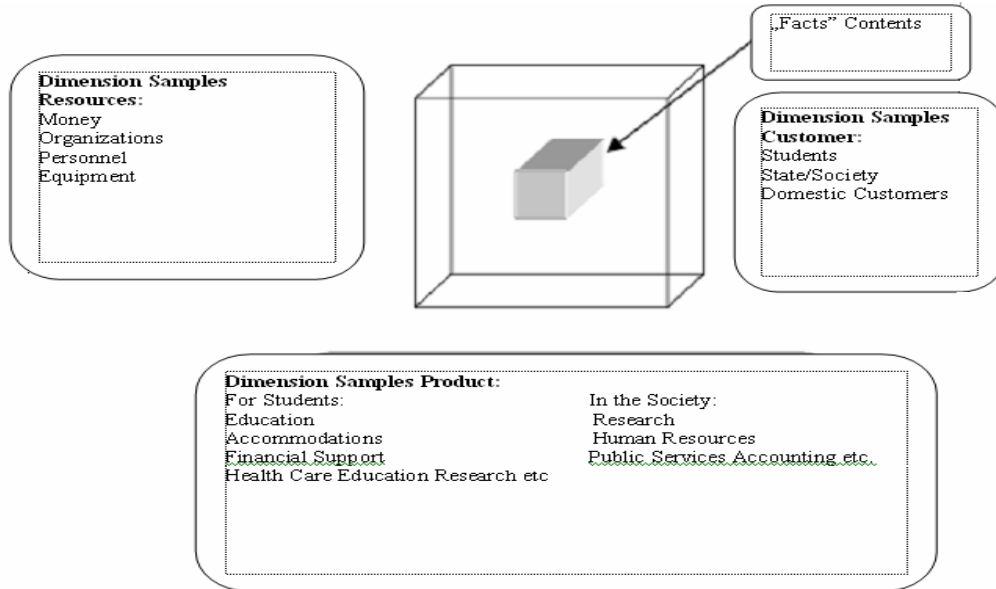 „Facts” Contents
Dimension Samples
Resources:
Money
Organizations
Personnel
Equipment
Dimension Samples
Customer:
Students
State/Society
Domestic Customers
Dimension Samples Product:
For Students:
Education
Accommodations
Financial Support
Health Care Education Research etc
In the Society:
Research
Human Resources
Public Services Accounting etc.